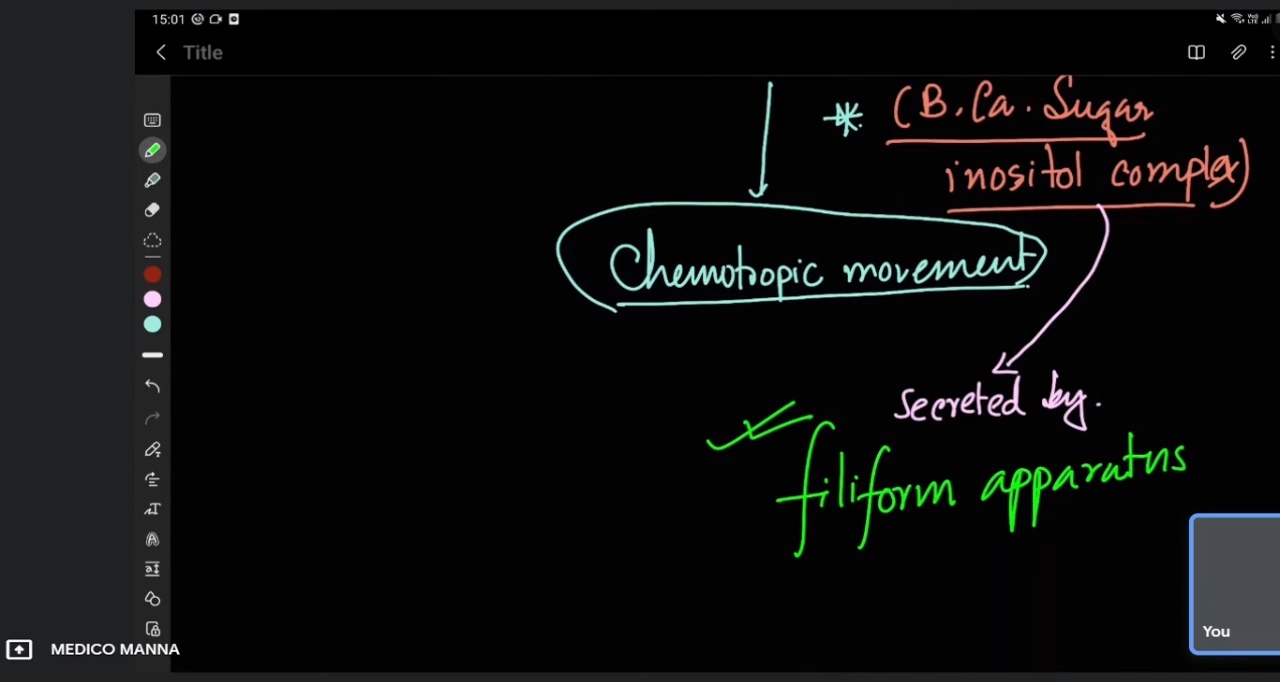 15:01
Title
* (B. Ca. Sugar
inositol complex)
Chemotropic movement
secreted by.
filiform apparatus
You
MEDICO MANNA